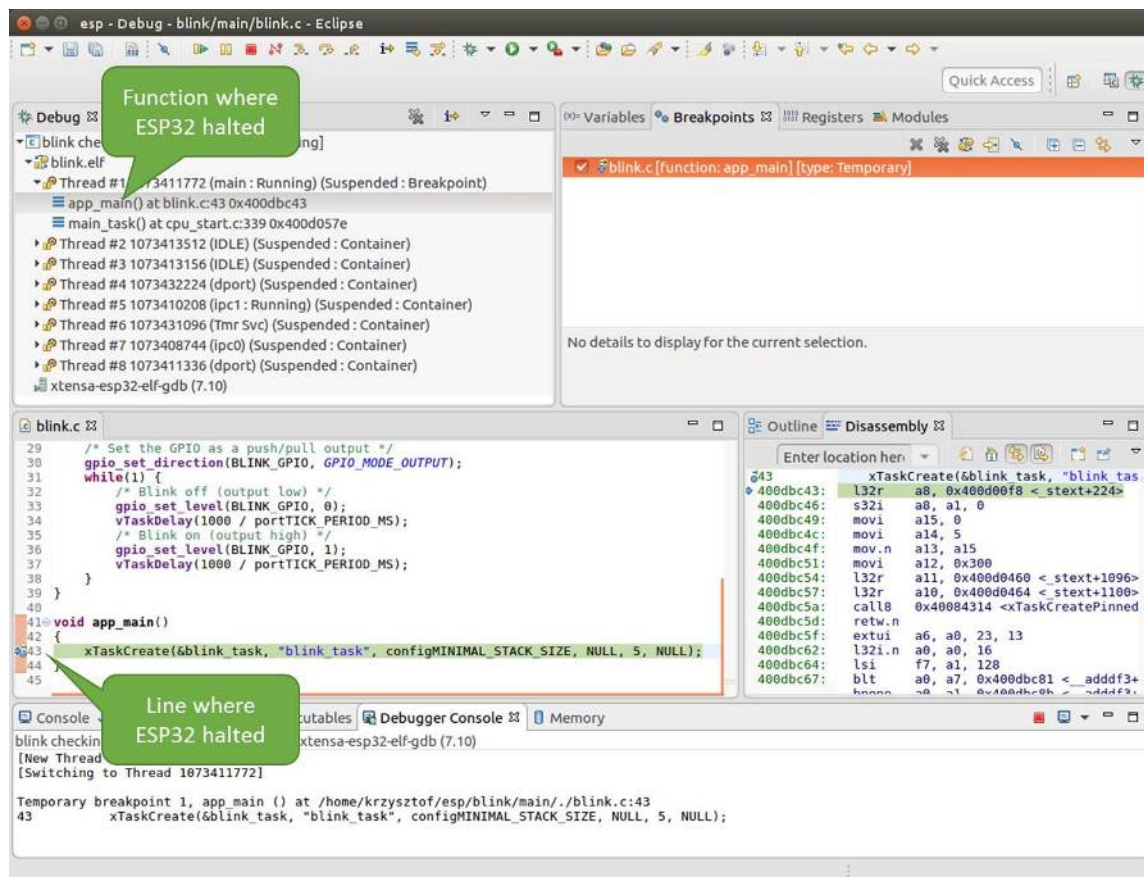 esp - Debug - blink/main/blink.c - Eclipse
Quick Access
Function where
ESP32 halted
Debug
blink che
ing]
blink.elf
Thread #1 1073411772 (main : Running) (Suspended : Breakpoint)
app_main() at blink.c:43 0x400dbc43
main_task() at cpu_start.c:339 0x400d057e
Thread #2 1073413512 (IDLE) (Suspended : Container)
Thread #3 1073413156 (IDLE) (Suspended : Container)
Thread #4 1073432224 (dport) (Suspended : Container)
Thread #5 1073410208 (ipc1 : Running) (Suspended : Container)
Thread #6 1073431096 (Tmr Svc) (Suspended : Container)
Thread #7 1073408744 (ipc0) (Suspended : Container)
Thread #8 1073411336 (dport) (Suspended : Container)
xtensa-esp32-elf-gdb (7.10)
(x)= Variables Breakpoints Registers Modules
blink.c [function: app_main] [type: Temporary]
No details to display for the current selection.
blink.c
29 /* Set the GPIO as a push/pull output */
30 gpio_set_direction(BLINK_GPIO, GPIO_MODE_OUTPUT);
31 while(1) {
32 /* Blink off (output low) */
33 gpio_set_level(BLINK_GPIO, 0);
34 vTaskDelay(1000 / portTICK_PERIOD_MS);
35 /* Blink on (output high) */
36 gpio_set_level(BLINK_GPIO, 1);
37 vTaskDelay(1000 / portTICK_PERIOD_MS);
38 }
39 }
40
41 void app_main()
42 {
43 xTaskCreate(&blink_task, "blink_task", configMINIMAL_STACK_SIZE, NULL, 5, NULL);
44
45
Line where
ESP32 halted
Outline Disassembly
Enter location her
43 xTaskCreate(&blink_task, "blink_tas
400dbc43: l32r a8, 0x400d00f8 <_stext+224>
400dbc46: s32i a8, a1, 0
400dbc49: movi a15, 0
400dbc4c: movi a14, 5
400dbc4f: mov.n a13, a15
400dbc51: movi a12, 0x300
400dbc54: l32r a11, 0x400d0460 <_stext+1096>
400dbc57: l32r a10, 0x400d0464 <_stext+1100>
400dbc5a: call8 0x40084314 <xTaskCreatePinned
400dbc5d: retw.n
400dbc5f: extui a6, a0, 23, 13
400dbc62: l32i.n a0, a0, 16
400dbc64: lsi f7, a1, 128
400dbc67: blt a0, a7, 0x400dbc81 <__adddf3+
Console
cutables Debugger Console Memory
blink checkin
xtensa-esp32-elf-gdb (7.10)
[New Thread
[Switching to Thread 1073411772]
Temporary breakpoint 1, app_main () at /home/krzysztof/esp/blink/main/./blink.c:43
43 xTaskCreate(&blink_task, "blink_task", configMINIMAL_STACK_SIZE, NULL, 5, NULL);